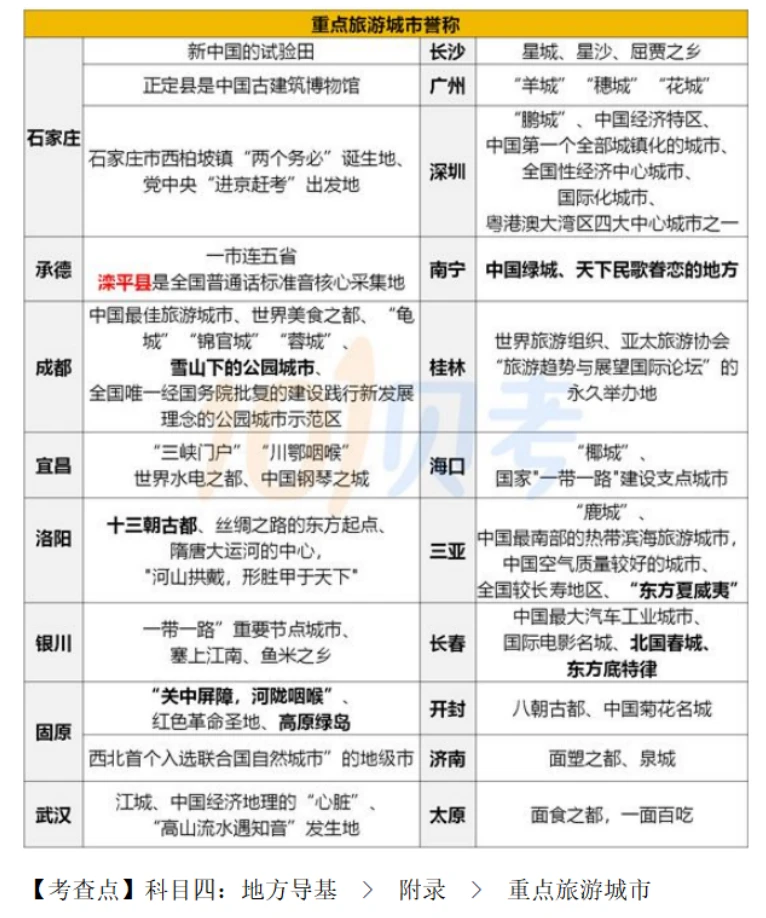 重点旅游城市誉称
石家庄
新中国的试验田
正定县是中国古建筑博物馆
石家庄市西柏坡镇“两个务必”诞生地、
党中央“进京赶考”出发地
长沙
星城、星沙、屈贾之乡
广州
“羊城”“穗城”“花城”
深圳
“鹏城”、中国经济特区、
中国第一个全部城镇化的城市、
全国性经济中心城市、
国际化城市、
粤港澳大湾区四大中心城市之一
承德
一市连五省
滦平县是全国普通话标准音核心采集地
南宁
中国绿城、天下民歌眷恋的地方
成都
中国最佳旅游城市、世界美食之都、“龟
城”“锦官城”“蓉城”、
雪山下的公园城市、
全国唯一经国务院批复的建设践行新发展
理念的公园城市示范区
桂林
世界旅游组织、亚太旅游协会
“旅游趋势与展望国际论坛”的
永久举办地
宜昌
“三峡门户”“川鄂咽喉”
世界水电之都、中国钢琴之城
海口
“椰城”、
国家"一带一路"建设支点城市
洛阳
十三朝古都、丝绸之路的东方起点、
隋唐大运河的中心，
"河山拱戴，形胜甲于天下"
三亚
“鹿城”、
中国最南部的热带滨海旅游城市，
中国空气质量较好的城市、
全国较长寿地区、“东方夏威夷”
银川
一带一路”重要节点城市、
塞上江南、鱼米之乡
长春
中国最大汽车工业城市、
国际电影名城、北国春城、
东方底特律
固原
“关中屏障，河陇咽喉”、
红色革命圣地、高原绿岛
西北首个入选联合国自然城市”的地级市
开封
八朝古都、中国菊花名城
济南
面塑之都、泉城
武汉
江城、中国经济地理的“心脏”、
“高山流水遇知音”发生地
太原
面食之都，一面百吃
101贝考
【考查点】科目四：地方导基 > 附录 > 重点旅游城市